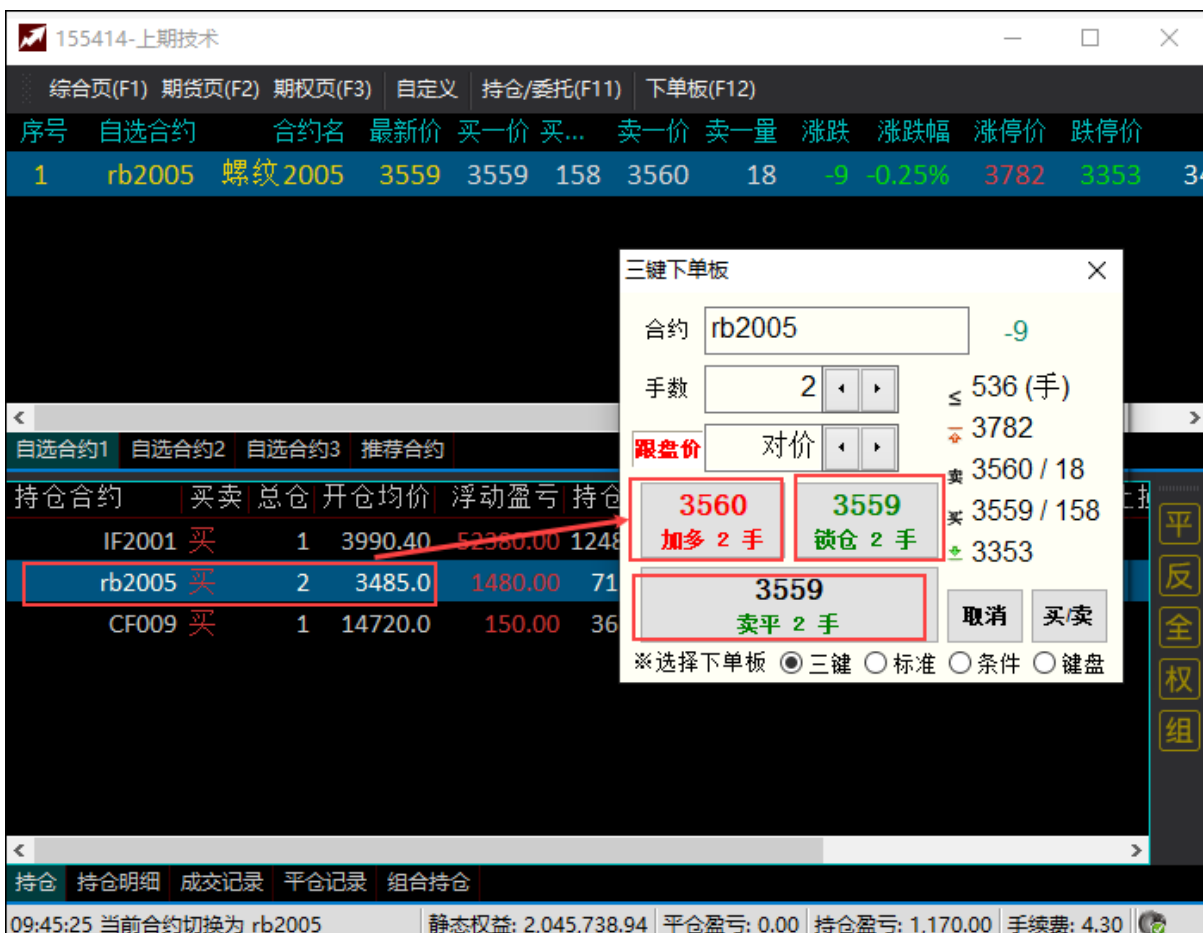 155414-上期技术
综合页(F1) 期货页(F2) 期权页(F3) 自定义 持仓/委托(F11) 下单板(F12)
序号 自选合约 合约名 最新价 买一价 买... 卖一价 卖一量 涨跌 涨跌幅 涨停价 跌停价
1 rb2005 螺纹2005 3559 3559 158 3560 18 -9 -0.25% 3782 3353 34
三键下单板
合约 rb2005 -9
手数 2 ≤ 536 (手)
3782
跟盘价 对价
卖 3560 / 18
买 3559 / 158
3353
3560 3559
加多 2 手 锁仓 2 手
3559
卖平 2 手
取消 买/卖
※选择下单板 三键 标准 条件 键盘
自选合约1 自选合约2 自选合约3 推荐合约
持仓合约 买卖 总仓 开仓均价 浮动盈亏 持仓
IF2001 买 1 3990.40 52380.00 1248
rb2005 买 2 3485.0 1480.00 71
CF009 买 1 14720.0 150.00 36
平
反
全
权
组
持仓 持仓明细 成交记录 平仓记录 组合持仓
09:45:25 当前合约切换为 rb2005 静态权益: 2,045,738.94 平仓盈亏: 0.00 持仓盈亏: 1,170.00 手续费: 4.30